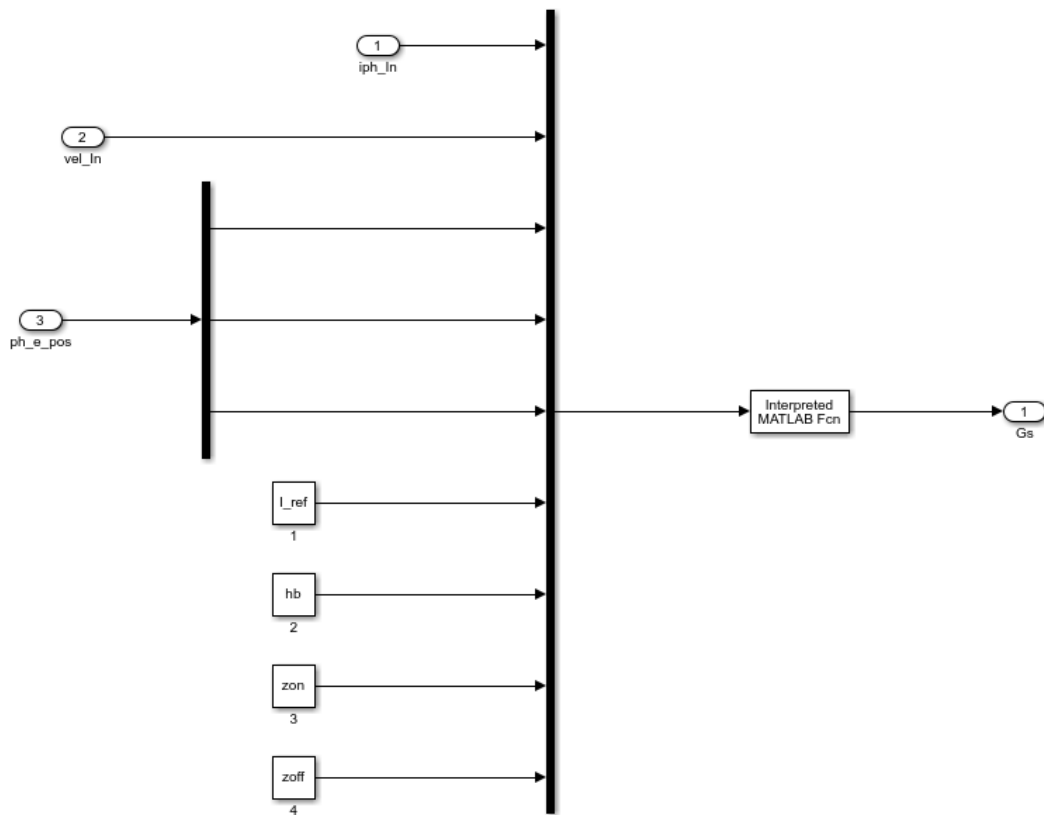 1
iph_In
2
vel_In
3
ph_e_pos
Interpreted
MATLAB Fcn
1
Gs
I_ref
1
hb
2
zon
3
zoff
4